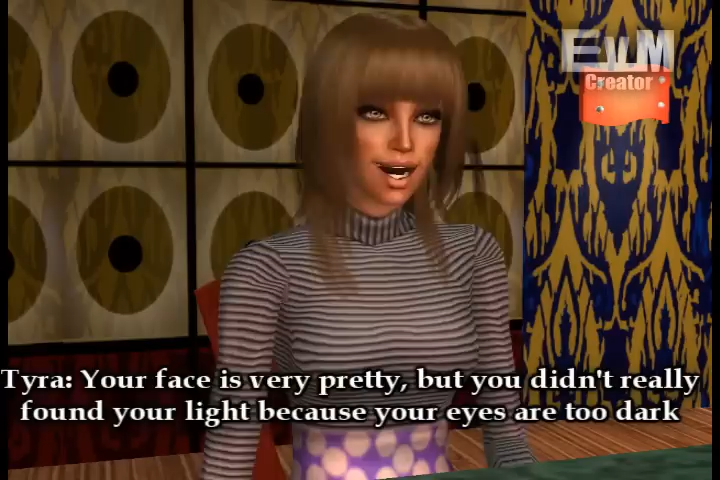 EWM
Creator
Tyra: Your face is very pretty, but you didn't really
found your light because your eyes are too dark